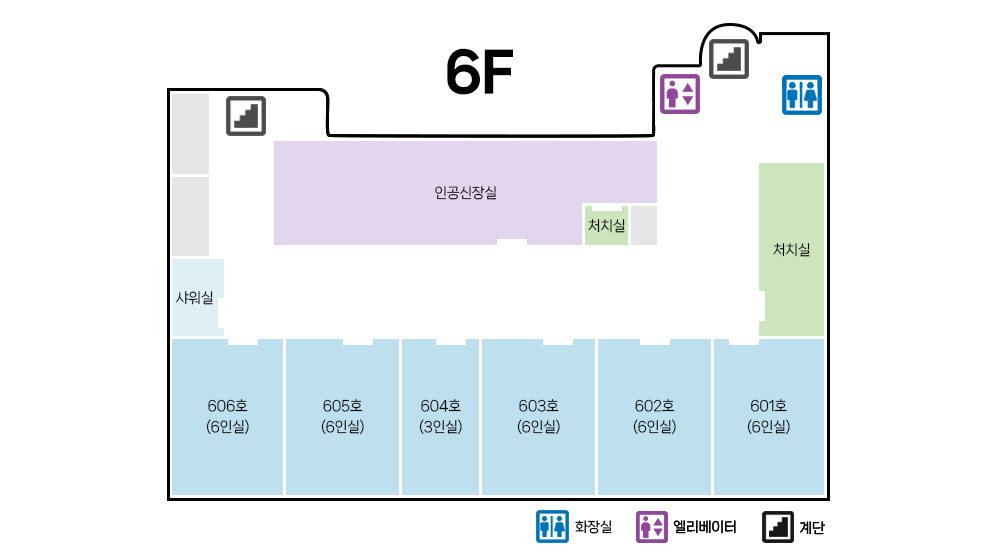 6F
인공신장실
처치실
처치실
샤워실
606호
(6인실)
605호
(6인실)
604호
(3인실)
603호
(6인실)
602호
(6인실)
601호
(6인실)
화장실
엘리베이터
계단